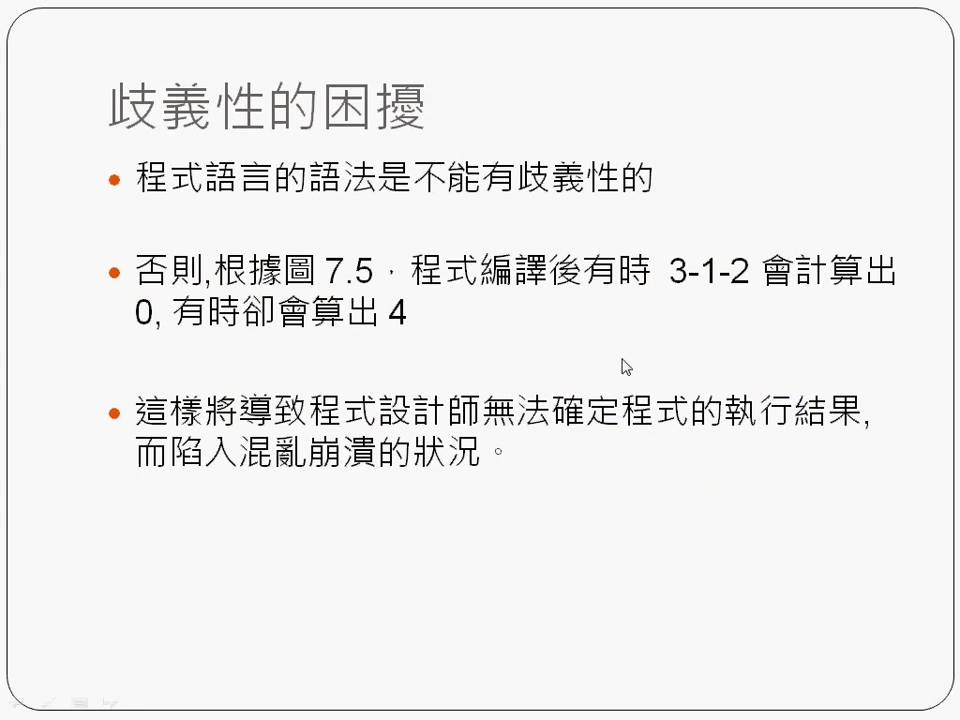 歧義性的困擾
程式語言的語法是不能有歧義性的
否則,根據圖 7.5，程式編譯後有時 3-1-2 會計算出
0, 有時卻會算出 4
這樣將導致程式設計師無法確定程式的執行結果,
而陷入混亂崩潰的狀況。